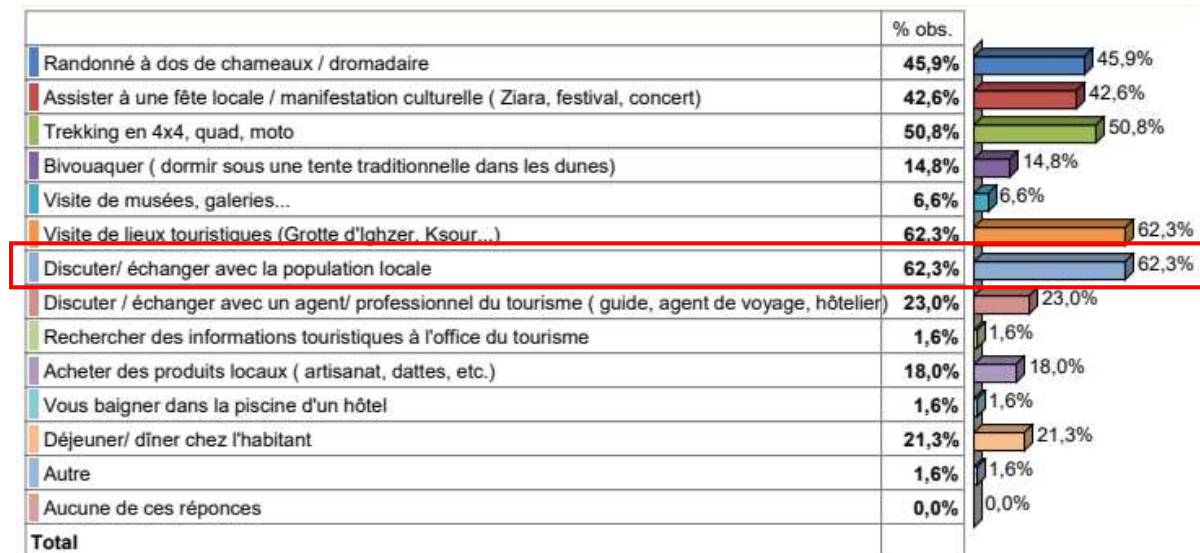 % obs.
Randonné à dos de chameaux / dromadaire 45,9% 45,9%
Assister à une fête locale / manifestation culturelle ( Ziara, festival, concert) 42,6% 42,6%
Trekking en 4x4, quad, moto 50,8% 50,8%
Bivouaquer ( dormir sous une tente traditionnelle dans les dunes) 14,8% 14,8%
Visite de musées, galeries... 6,6% 6,6%
Visite de lieux touristiques (Grotte d'Ighzer, Ksour...) 62,3% 62,3%
Discuter/ échanger avec la population locale 62,3% 62,3%
Discuter / échanger avec un agent/ professionnel du tourisme ( guide, agent de voyage, hôtelier) 23,0% 23,0%
Rechercher des informations touristiques à l'office du tourisme 1,6% 1,6%
Acheter des produits locaux ( artisanat, dattes, etc.) 18,0% 18,0%
Vous baigner dans la piscine d'un hôtel 1,6% 1,6%
Déjeuner/ dîner chez l'habitant 21,3% 21,3%
Autre 1,6% 1,6%
Aucune de ces réponces 0,0% 0,0%
Total